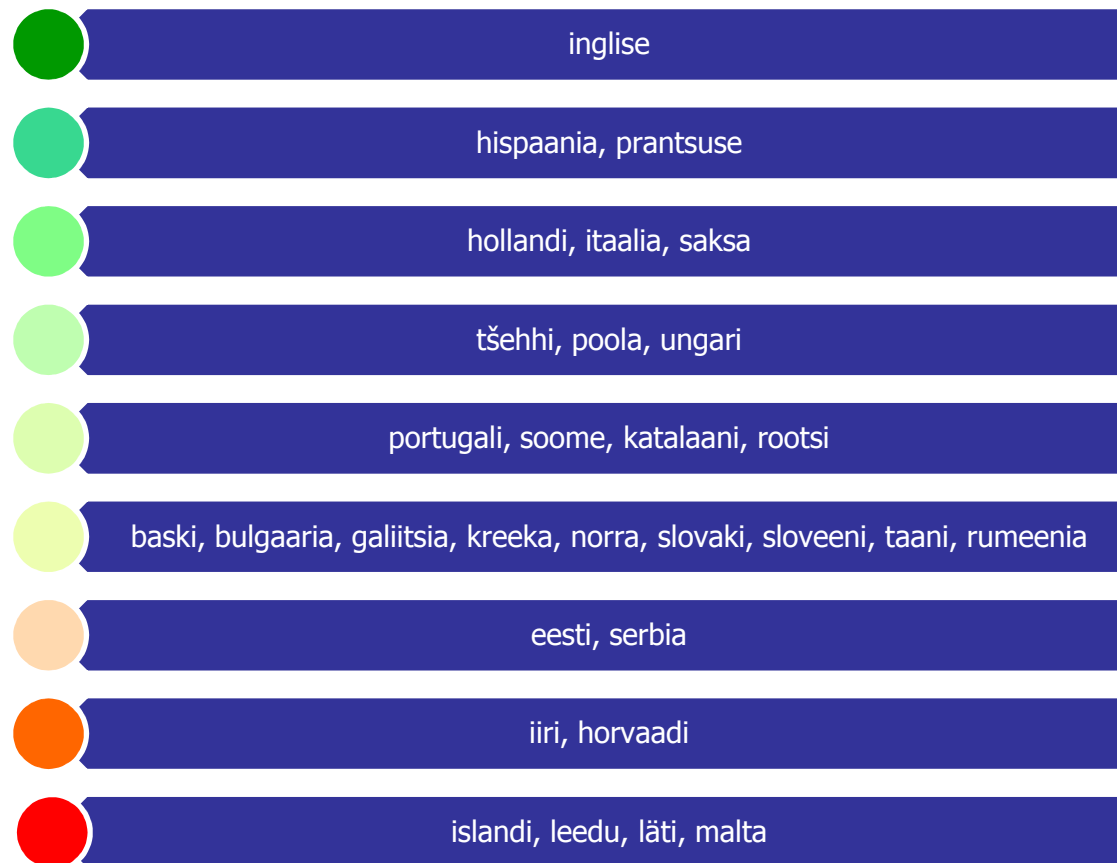 inglise
hispaania, prantsuse
hollandi, itaalia, saksa
tšehhi, poola, ungari
portugali, soome, katalaani, rootsi
baski, bulgaaria, galiitsia, kreeka, norra, slovaki, sloveeni, taani, rumeenia
eesti, serbia
iiri, horvaadi
islandi, leedu, läti, malta